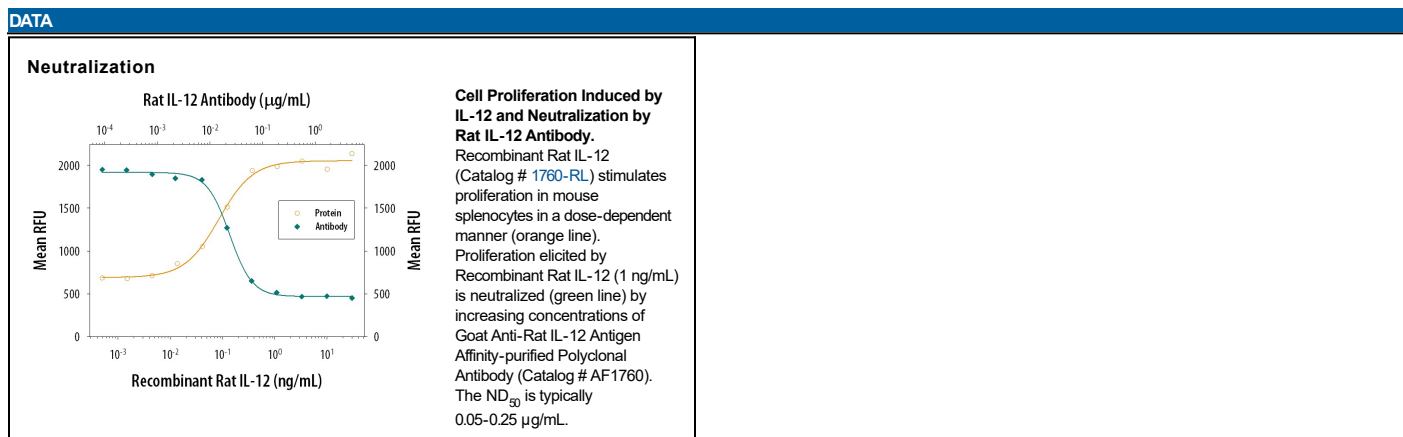 DATA
Neutralization
Rat IL-12 Antibody (µg/mL)
10-4 10-3 10-2 10-1 100
2000 2000
1500 1500
1000 1000
500 500
0 0
Mean RFU
Mean RFU
Protein
Antibody
10-3 10-2 10-1 100 101
Recombinant Rat IL-12 (ng/mL)
Cell Proliferation Induced by
IL-12 and Neutralization by
Rat IL-12 Antibody.
Recombinant Rat IL-12
(Catalog # 1760-RL) stimulates
proliferation in mouse
splenocytes in a dose-dependent
manner (orange line).
Proliferation elicited by
Recombinant Rat IL-12 (1 ng/mL)
is neutralized (green line) by
increasing concentrations of
Goat Anti-Rat IL-12 Antigen
Affinity-purified Polyclonal
Antibody (Catalog # AF1760).
The ND50 is typically
0.05-0.25 µg/mL.